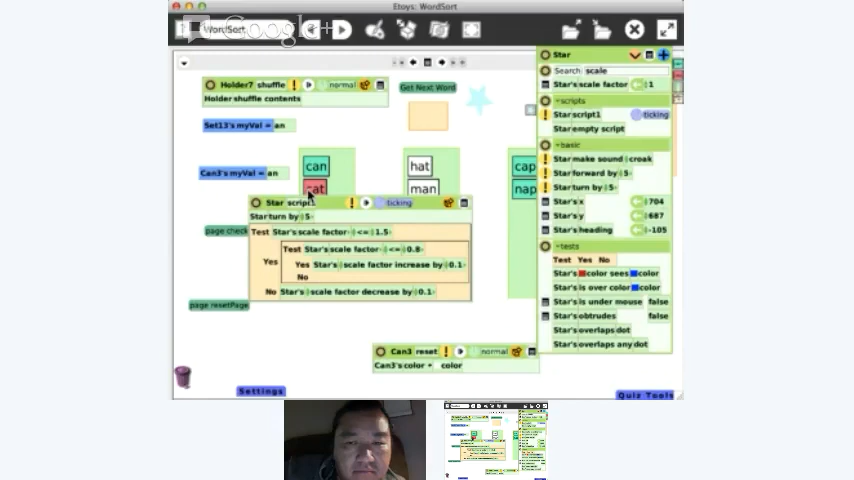 Etoys: WordSort
WordSort
Google+
Holder7 shuffle ! normal
Holder shuffle contents
Get Next Word
Set13's myVal = an
Can3's myVal = an
can
cat
hat
man
cap
nap
Star script1 ! ticking
Star turn by 5
Test Star's scale factor <= 1.5
Test Star's scale factor <= 0.8
Yes
Yes Star's scale factor increase by 0.1
No
No Star's scale factor decrease by 0.1
page check
page resetPage
Can3 reset ! normal
Can3's color color
Settings
Quiz Tools
Star
Search scale
Star's scale factor 1
scripts
Star script1 ticking
Star empty script
basic
Star make sound croak
Star forward by 5
Star turn by 5
Star's x 704
Star's y 687
Star's heading -105
tests
Test Yes No
Star's color sees color
Star's is over color color
Star's is under mouse false
Star's obtrudes false
Star's overlaps dot
Star's overlaps any dot